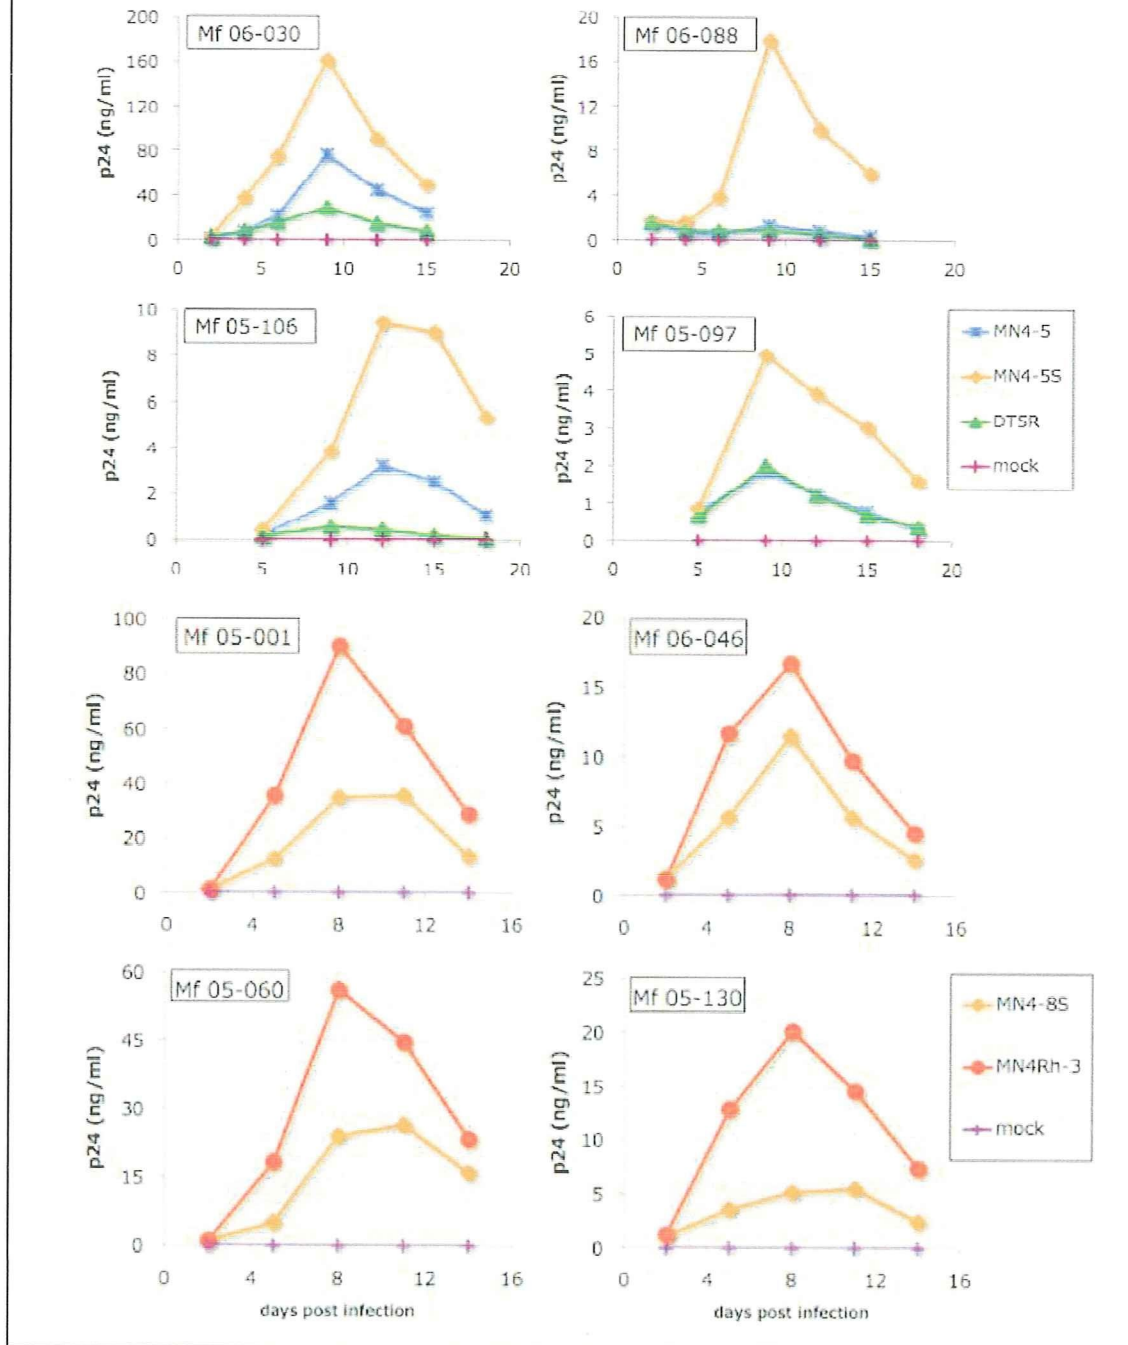 Mf 06-030
p24 (ng/ml)
200
160
120
80
40
0
0 5 10 15 20
Mf 06-088
p24 (ng/ml)
20
16
12
8
4
0
0 5 10 15 20
Mf 05-106
p24 (ng/ml)
10
8
6
4
2
0
0 5 10 15 20
Mf 05-097
p24 (ng/ml)
6
5
4
3
2
1
0
0 5 10 15 20
MN4-5
MN4-5S
DT5R
mock
Mf 05-001
p24 (ng/ml)
100
80
60
40
20
0
0 4 8 12 16
Mf 06-046
p24 (ng/ml)
20
15
10
5
0
0 4 8 12 16
Mf 05-060
p24 (ng/ml)
60
45
30
15
0
0 4 8 12 16
days post infection
Mf 05-130
p24 (ng/ml)
25
20
15
10
5
0
0 4 8 12 16
days post infection
MN4-8S
MN4Rh-3
mock